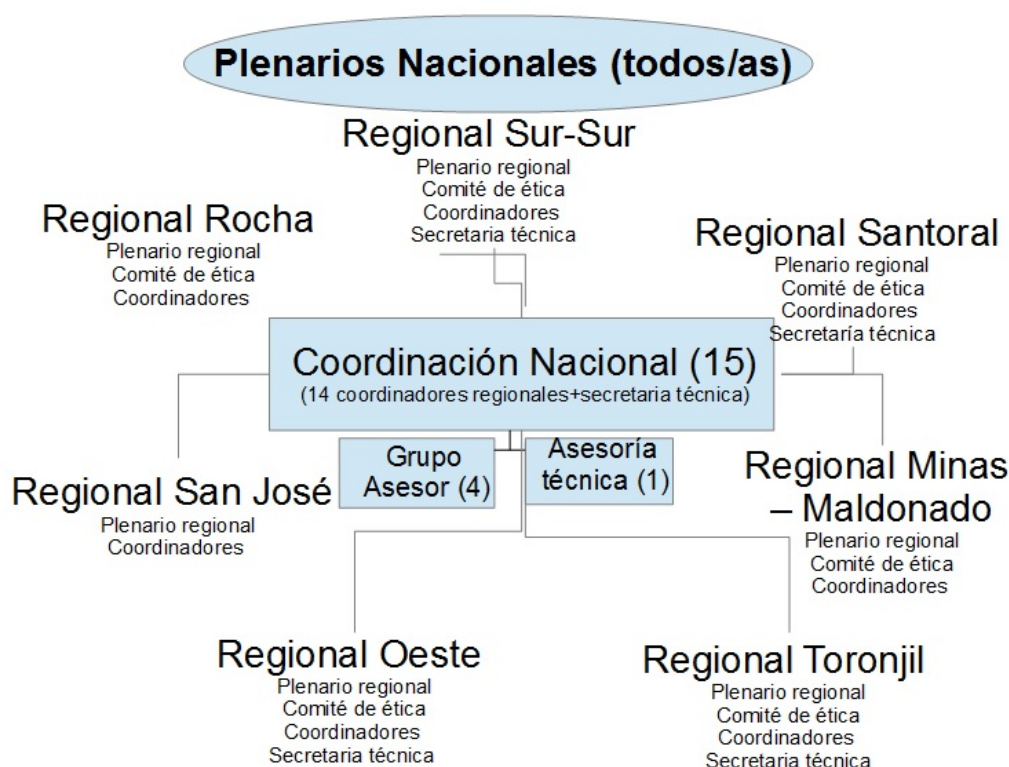 Plenarios Nacionales (todos/as)
Regional Sur-Sur
Plenario regional
Comité de ética
Coordinadores
Secretaria técnica
Regional Rocha
Plenario regional
Comité de ética
Coordinadores
Regional Santoral
Plenario regional
Comité de ética
Coordinadores
Secretaría técnica
Coordinación Nacional (15)
(14 coordinadores regionales+secretaria técnica)
Grupo
Asesor (4)
Asesoría
técnica (1)
Regional San José
Plenario regional
Coordinadores
Regional Minas
– Maldonado
Plenario regional
Comité de ética
Coordinadores
Regional Oeste
Plenario regional
Comité de ética
Coordinadores
Secretaria técnica
Regional Toronjil
Plenario regional
Comité de ética
Coordinadores
Secretaria técnica